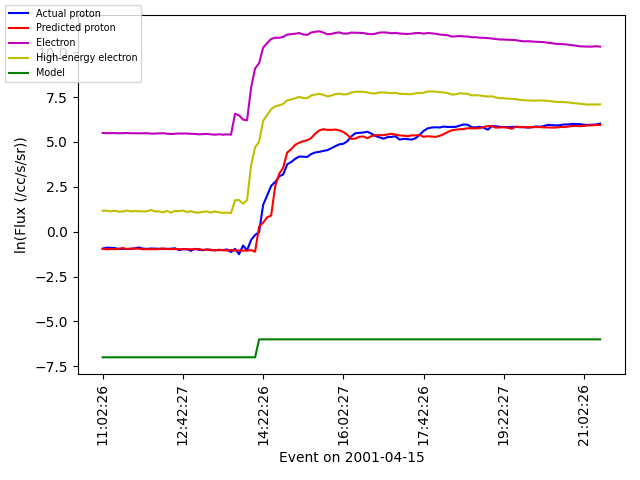 Actual proton
Predicted proton
Electron
High-energy electron
Model
10.0
7.5
5.0
2.5
0.0
−2.5
−5.0
−7.5
ln(Flux (/cc/s/sr))
11:02:26
12:42:27
14:22:26
16:02:27
17:42:26
19:22:27
21:02:26
Event on 2001-04-15